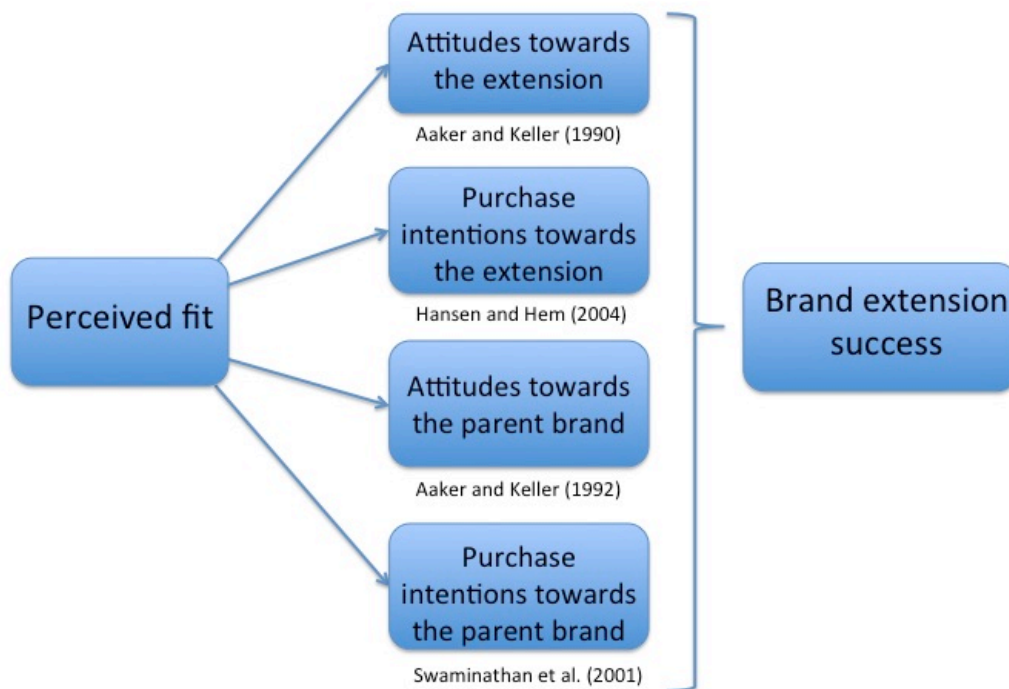 Attitudes towards
the extension
Aaker and Keller (1990)
Purchase
intentions towards
the extension
Hansen and Hem (2004)
Perceived fit
Brand extension
success
Attitudes towards
the parent brand
Aaker and Keller (1992)
Purchase
intentions towards
the parent brand
Swaminathan et al. (2001)